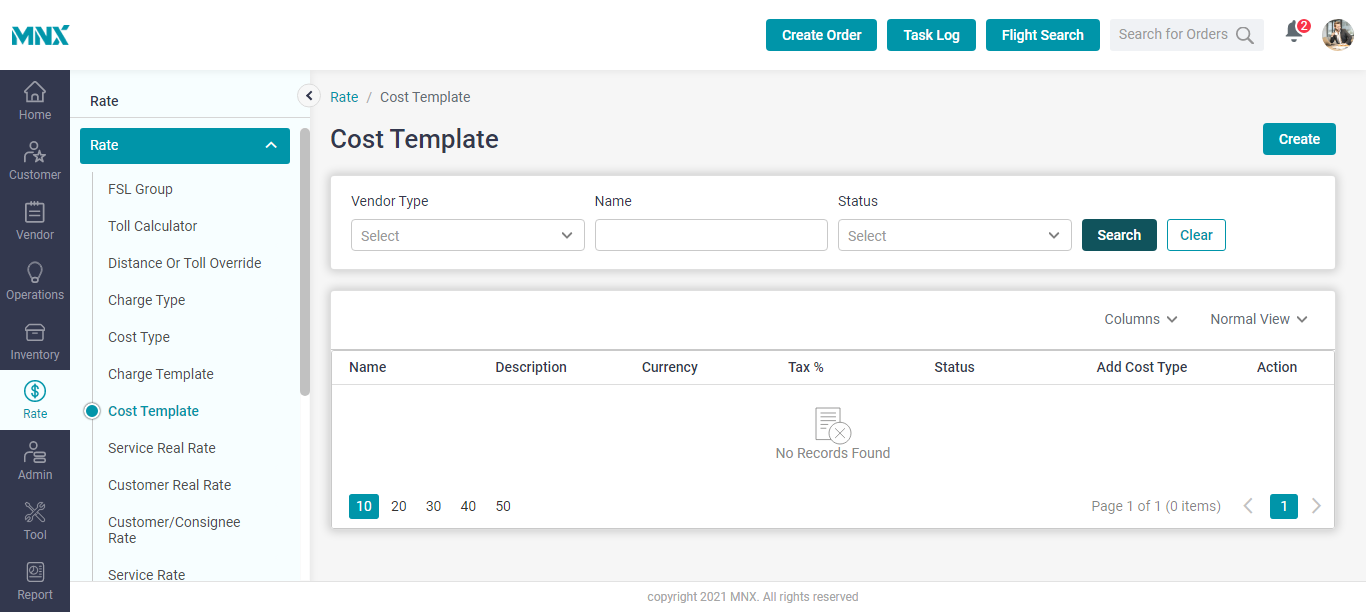 MNX
Create Order
Task Log
Flight Search
Search for Orders
2
Home
Customer
Vendor
Operations
Inventory
Rate
Admin
Tool
Report
Rate
Rate
FSL Group
Toll Calculator
Distance Or Toll Override
Charge Type
Cost Type
Charge Template
Cost Template
Service Real Rate
Customer Real Rate
Customer/Consignee
Rate
Service Rate
Rate / Cost Template
Cost Template
Create
Vendor Type
Name
Status
Select
Select
Search
Clear
Columns
Normal View
Name Description Currency Tax % Status Add Cost Type Action
No Records Found
10 20 30 40 50
Page 1 of 1 (0 items)
1
copyright 2021 MNX. All rights reserved